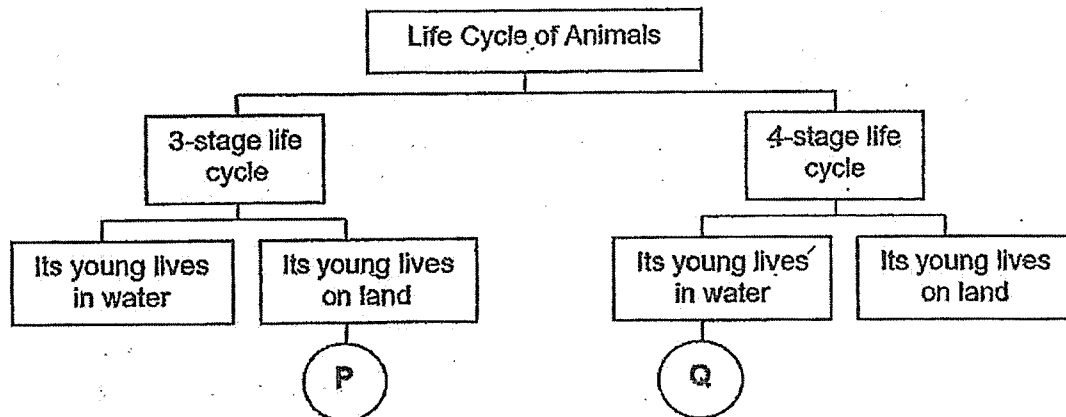 Life Cycle of Animals
3-stage life
cycle
4-stage life
cycle
Its young lives
in water
Its young lives
on land
Its young lives
in water
Its young lives
on land
P
Q